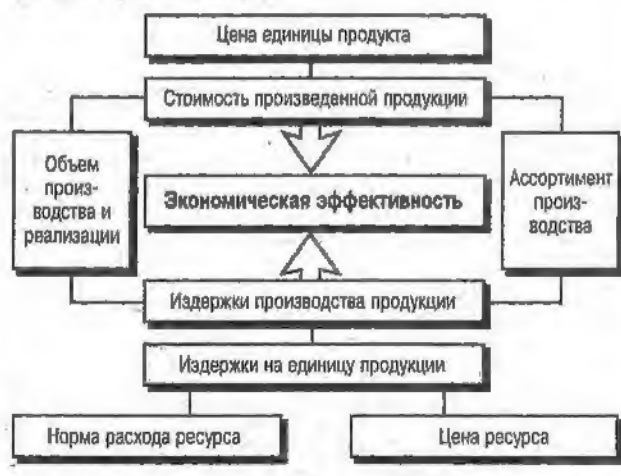 Цена единицы продукта
Стоимость произведенной продукции
Объем
произ-
водства и
реализации
Экономическая эффективность
Ассортимент
произ-
водства
Издержки производства продукции
Издержки на единицу продукции
Норма расхода ресурса
Цена ресурса